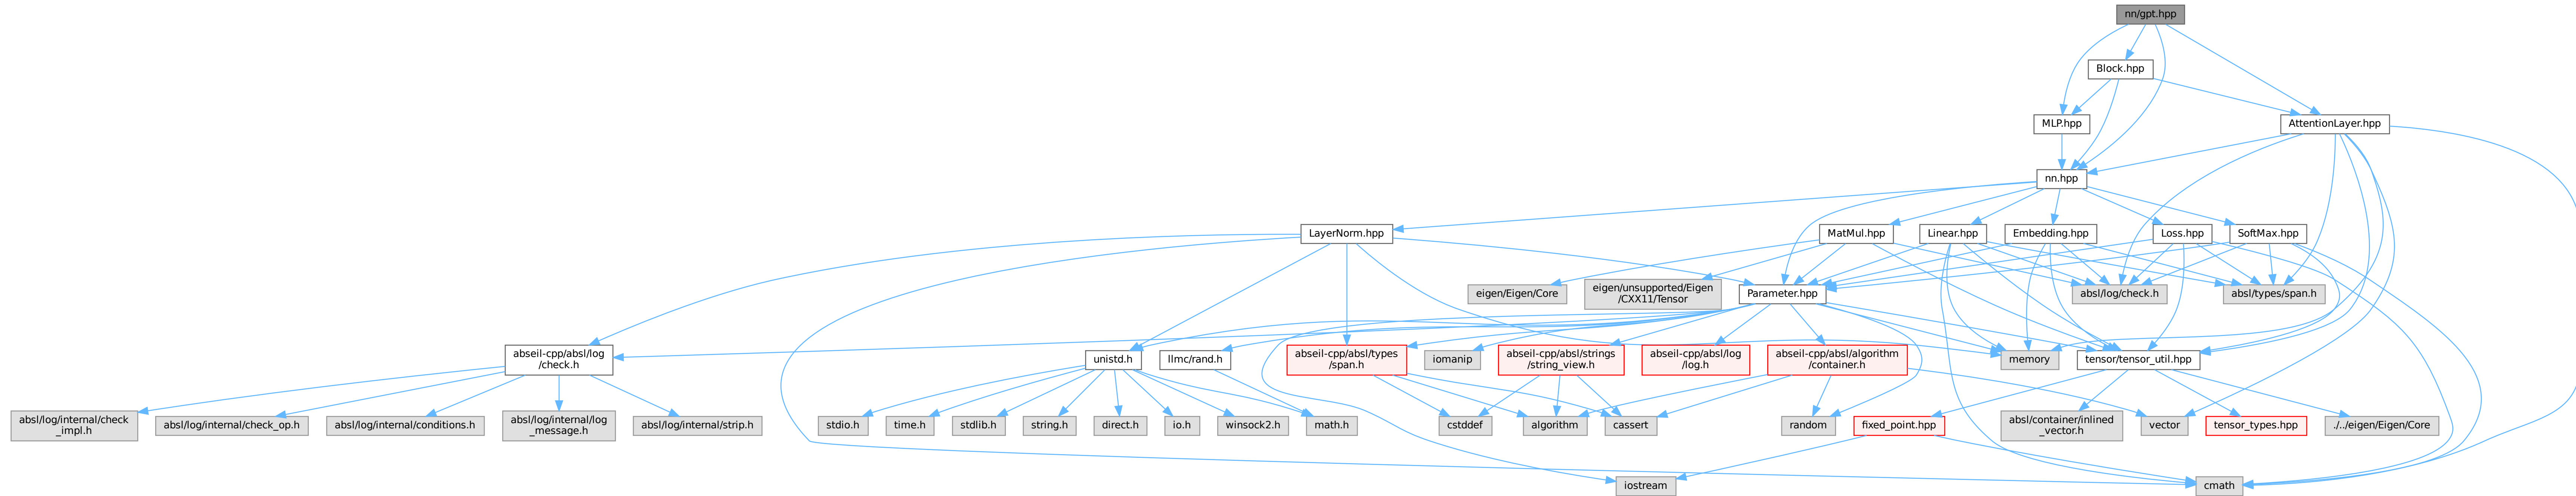 nn/gpt.hpp
Block.hpp
MLP.hpp
AttentionLayer.hpp
nn.hpp
LayerNorm.hpp
MatMul.hpp
Linear.hpp
Embedding.hpp
Loss.hpp
SoftMax.hpp
eigen/Eigen/Core
eigen/unsupported/Eigen
/CXX11/Tensor
Parameter.hpp
absl/log/check.h
absl/types/span.h
abseil-cpp/absl/log
/check.h
unistd.h
llmc/rand.h
abseil-cpp/absl/types
/span.h
iomanip
abseil-cpp/absl/strings
/string_view.h
abseil-cpp/absl/log
/log.h
abseil-cpp/absl/algorithm
/container.h
memory
tensor/tensor_util.hpp
absl/log/internal/check
_impl.h
absl/log/internal/check_op.h
absl/log/internal/conditions.h
absl/log/internal/log
_message.h
absl/log/internal/strip.h
stdio.h
time.h
stdlib.h
string.h
direct.h
io.h
winsock2.h
math.h
cstddef
algorithm
cassert
random
fixed_point.hpp
absl/container/inlined
_vector.h
vector
tensor_types.hpp
./../eigen/Eigen/Core
iostream
cmath